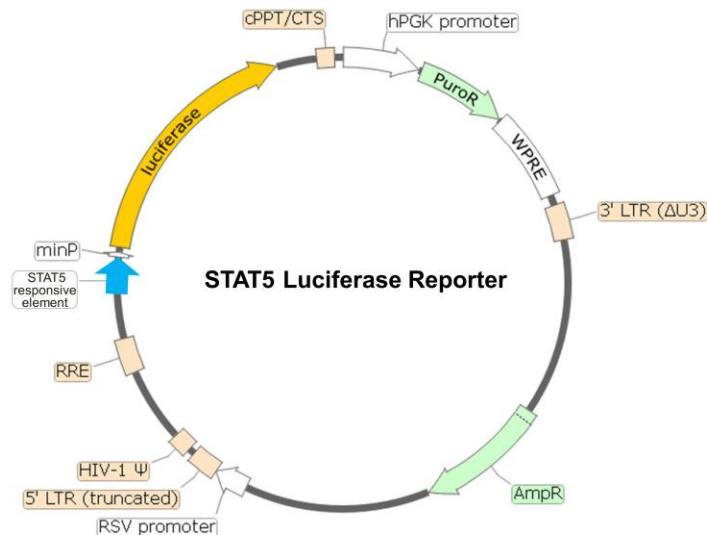 cPPT/CTS
hPGK promoter
PuroR
WPRE
luciferase
3' LTR (ΔU3)
minP
STAT5
responsive
element
STAT5 Luciferase Reporter
RRE
HIV-1 Ψ
5' LTR (truncated)
RSV promoter
AmpR